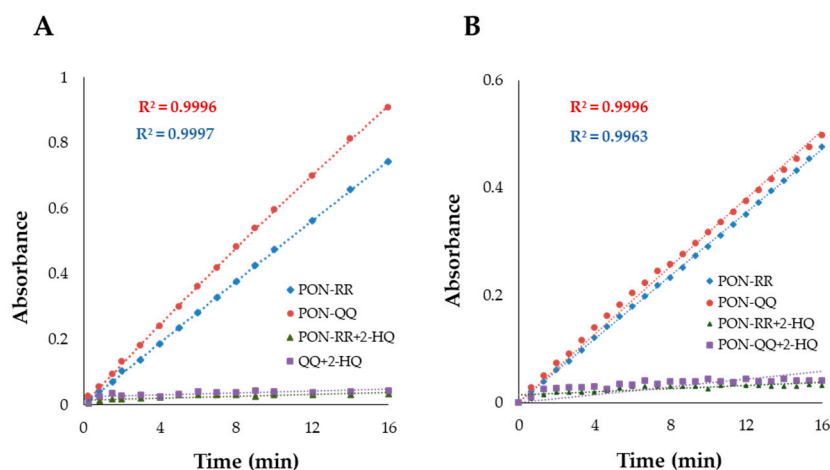 A
R² = 0.9996
R² = 0.9997
1
0.8
0.6
0.4
0.2
0
Absorbance
PON-RR
PON-QQ
PON-RR+2-HQ
QQ+2-HQ
0 4 8 12 16
Time (min)
B
R² = 0.9996
R² = 0.9963
0.6
0.4
0.2
0
Absorbance
PON-RR
PON-QQ
PON-RR+2-HQ
PON-QQ+2-HQ
0 4 8 12 16
Time (min)